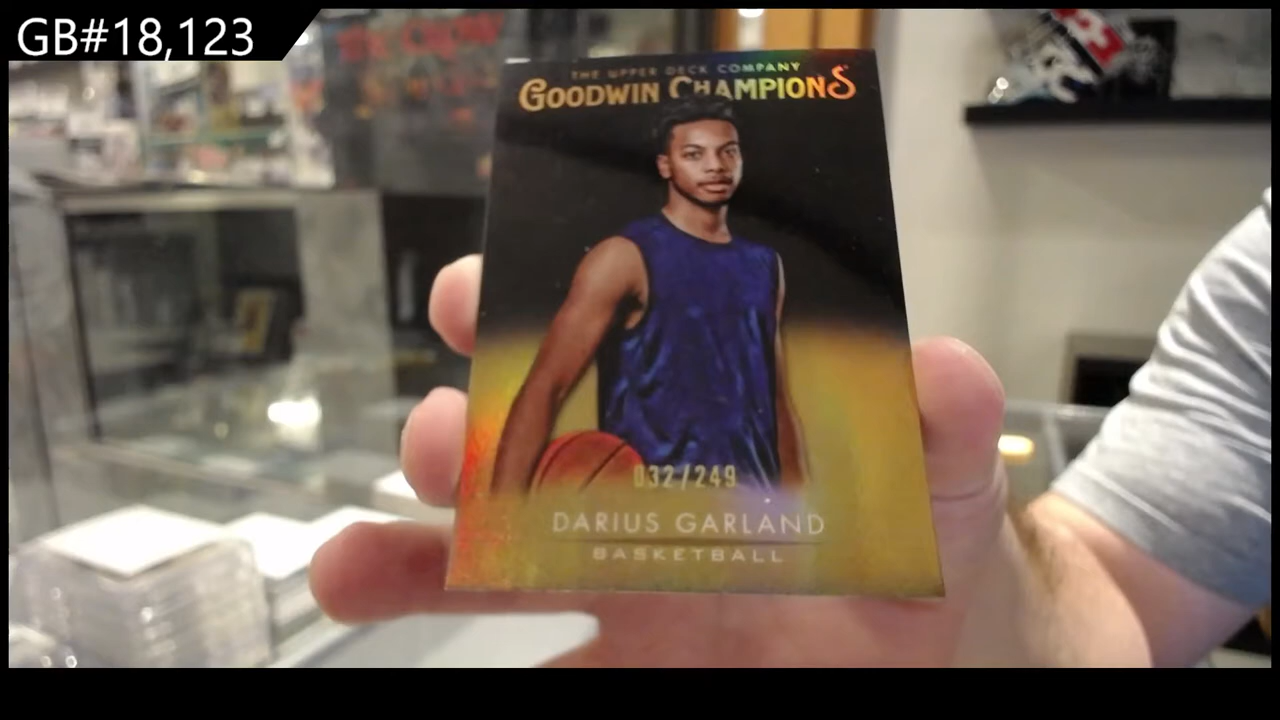 GB#18,123
THE UPPER DECK COMPANY
GOODWIN CHAMPIONS
032/249
DARIUS GARLAND
BASKETBALL